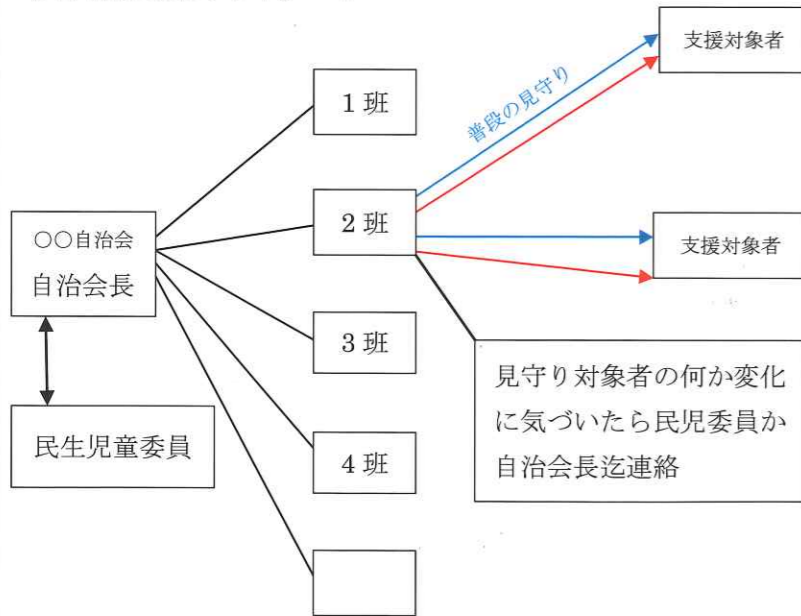 支援対象者
1 班
普段の見守り
2 班
支援対象者
○○自治会
自治会長
3 班
見守り対象者の何か変化
に気づいたら民児委員か
自治会長迄連絡
民生児童委員
4 班